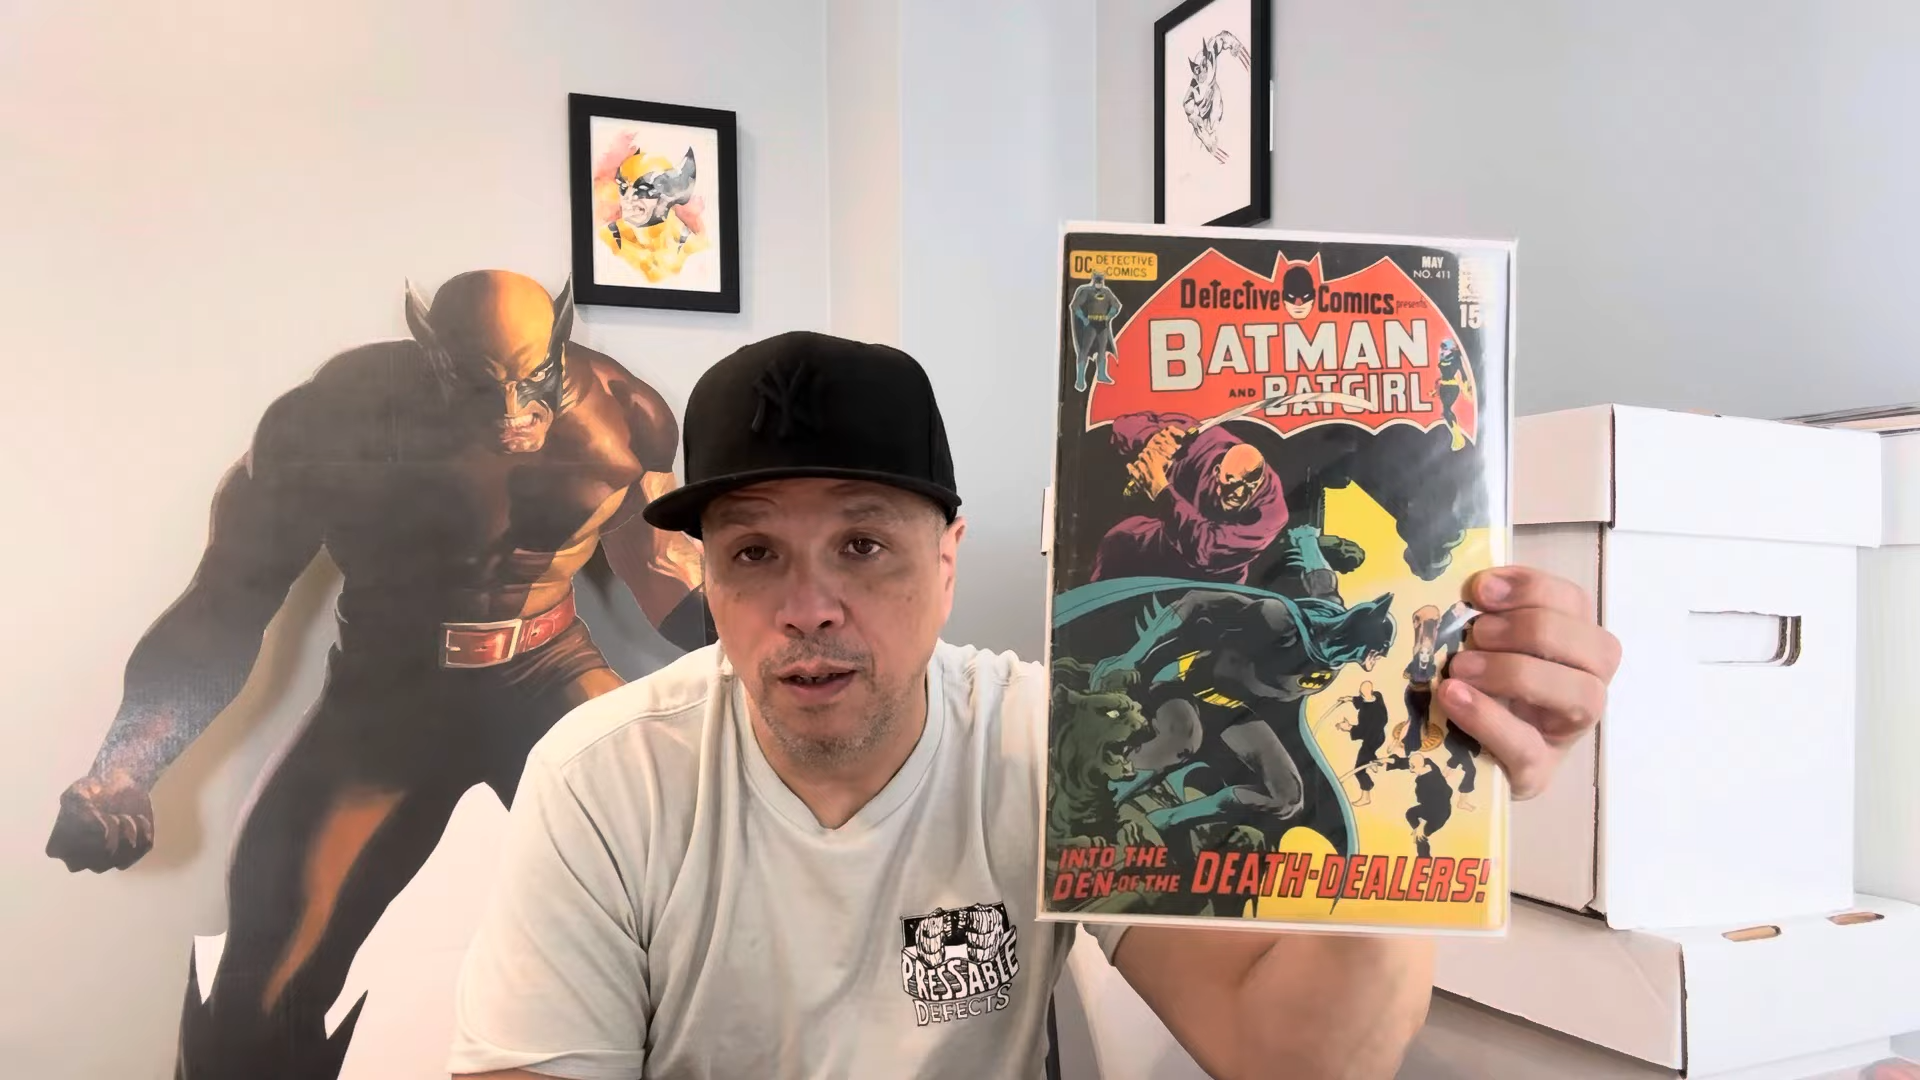 DC DETECTIVE
COMICS
MAY
NO. 411
15
Detective Comics presents
BATMAN
AND BATGIRL
INTO THE
DEN OF THE DEATH-DEALERS!
NY
PRESSABLE
DEFECTS